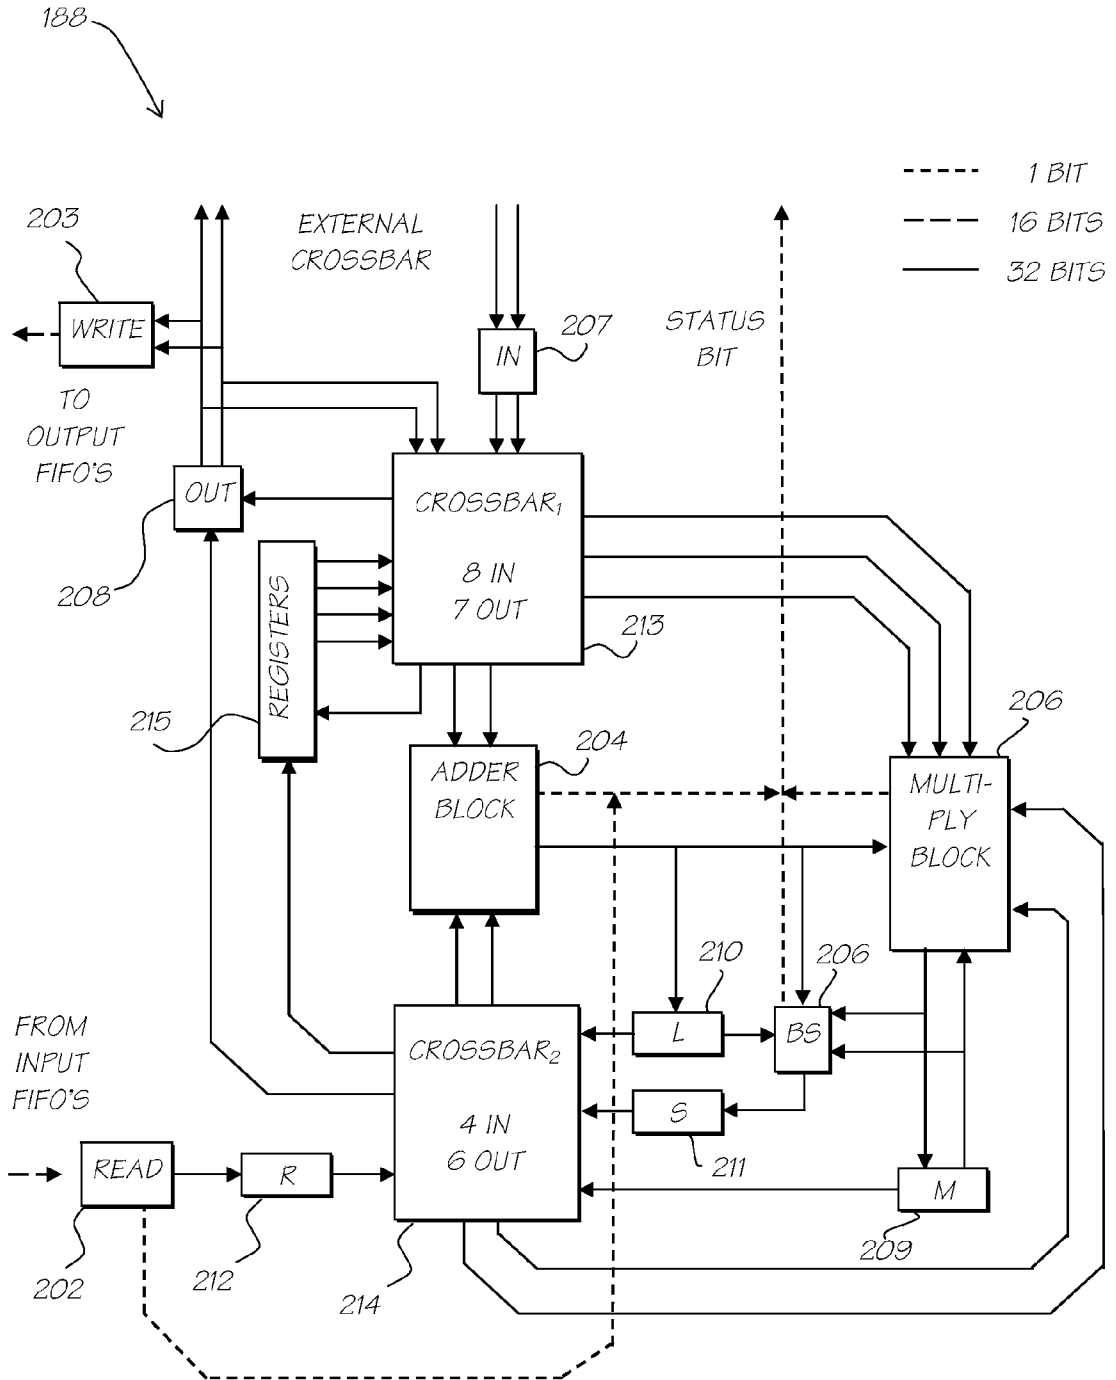 188
1 BIT
16 BITS
32 BITS
203
EXTERNAL
CROSSBAR
WRITE
207
IN
STATUS
BIT
TO
OUTPUT
FIFO'S
OUT
CROSSBAR₁
8 IN
7 OUT
208
REGISTERS
213
215
204
206
ADDER
BLOCK
MULTI-
PLY
BLOCK
210
206
FROM
INPUT
FIFO'S
L
BS
CROSSBAR₂
4 IN
6 OUT
S
211
READ
R
M
202
212
214
209